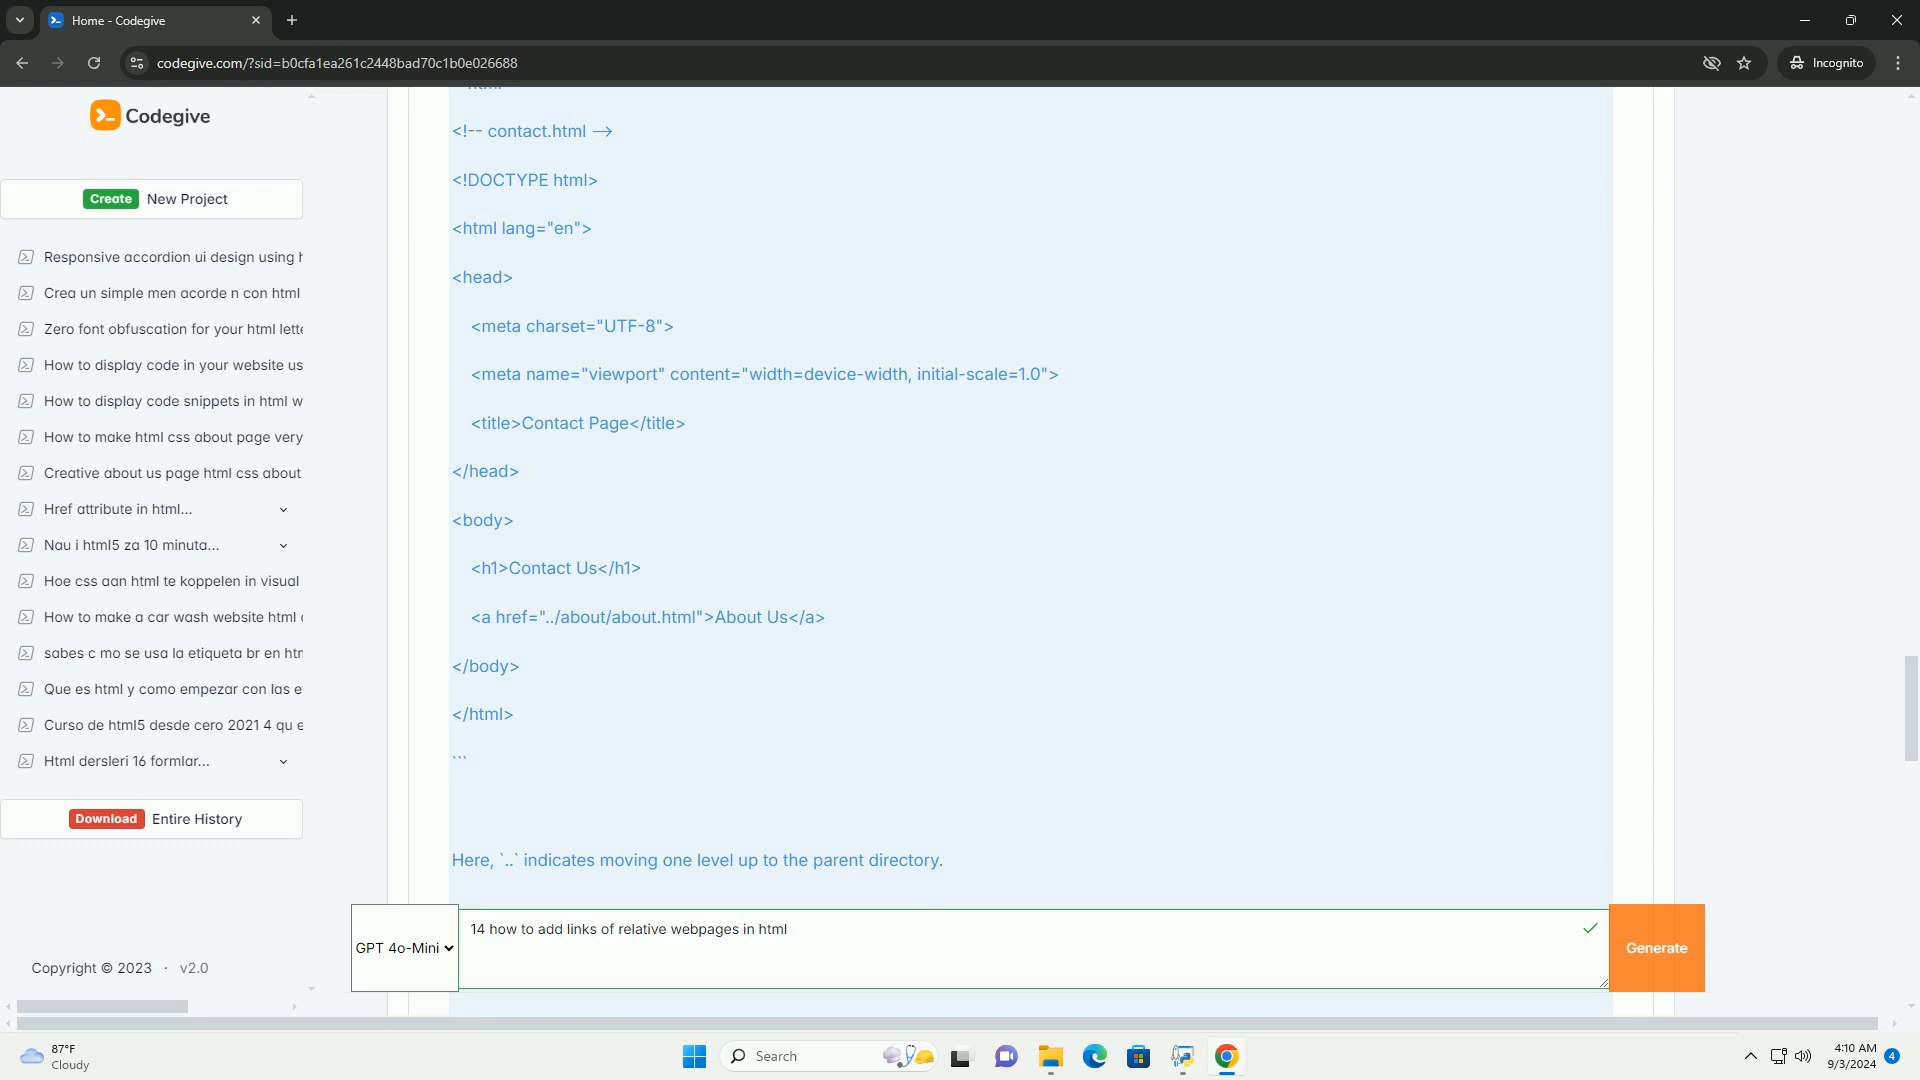 Home - Codegive
codegive.com/?sid=b0cfa1ea261c2448bad70c1b0e026688
Incognito
Codegive
Create New Project
Responsive accordion ui design using h
Crea un simple men acorde n con html
Zero font obfuscation for your html lette
How to display code in your website us
How to display code snippets in html w
How to make html css about page very
Creative about us page html css about
Href attribute in html...
Nau i html5 za 10 minuta...
Hoe css aan html te koppelen in visual
How to make a car wash website html
sabes c mo se usa la etiqueta br en htm
Que es html y como empezar con las e
Curso de html5 desde cero 2021 4 qu e
Html dersleri 16 formlar...
Download Entire History
Copyright © 2023 · v2.0
<!-- contact.html -->
<!DOCTYPE html>
<html lang="en">
<head>
<meta charset="UTF-8">
<meta name="viewport" content="width=device-width, initial-scale=1.0">
<title>Contact Page</title>
</head>
<body>
<h1>Contact Us</h1>
<a href="../about/about.html">About Us</a>
</body>
</html>
```
Here, `..` indicates moving one level up to the parent directory.
GPT 4o-Mini
14 how to add links of relative webpages in html
Generate
87°F
Cloudy
Search
4:10 AM
9/3/2024
4